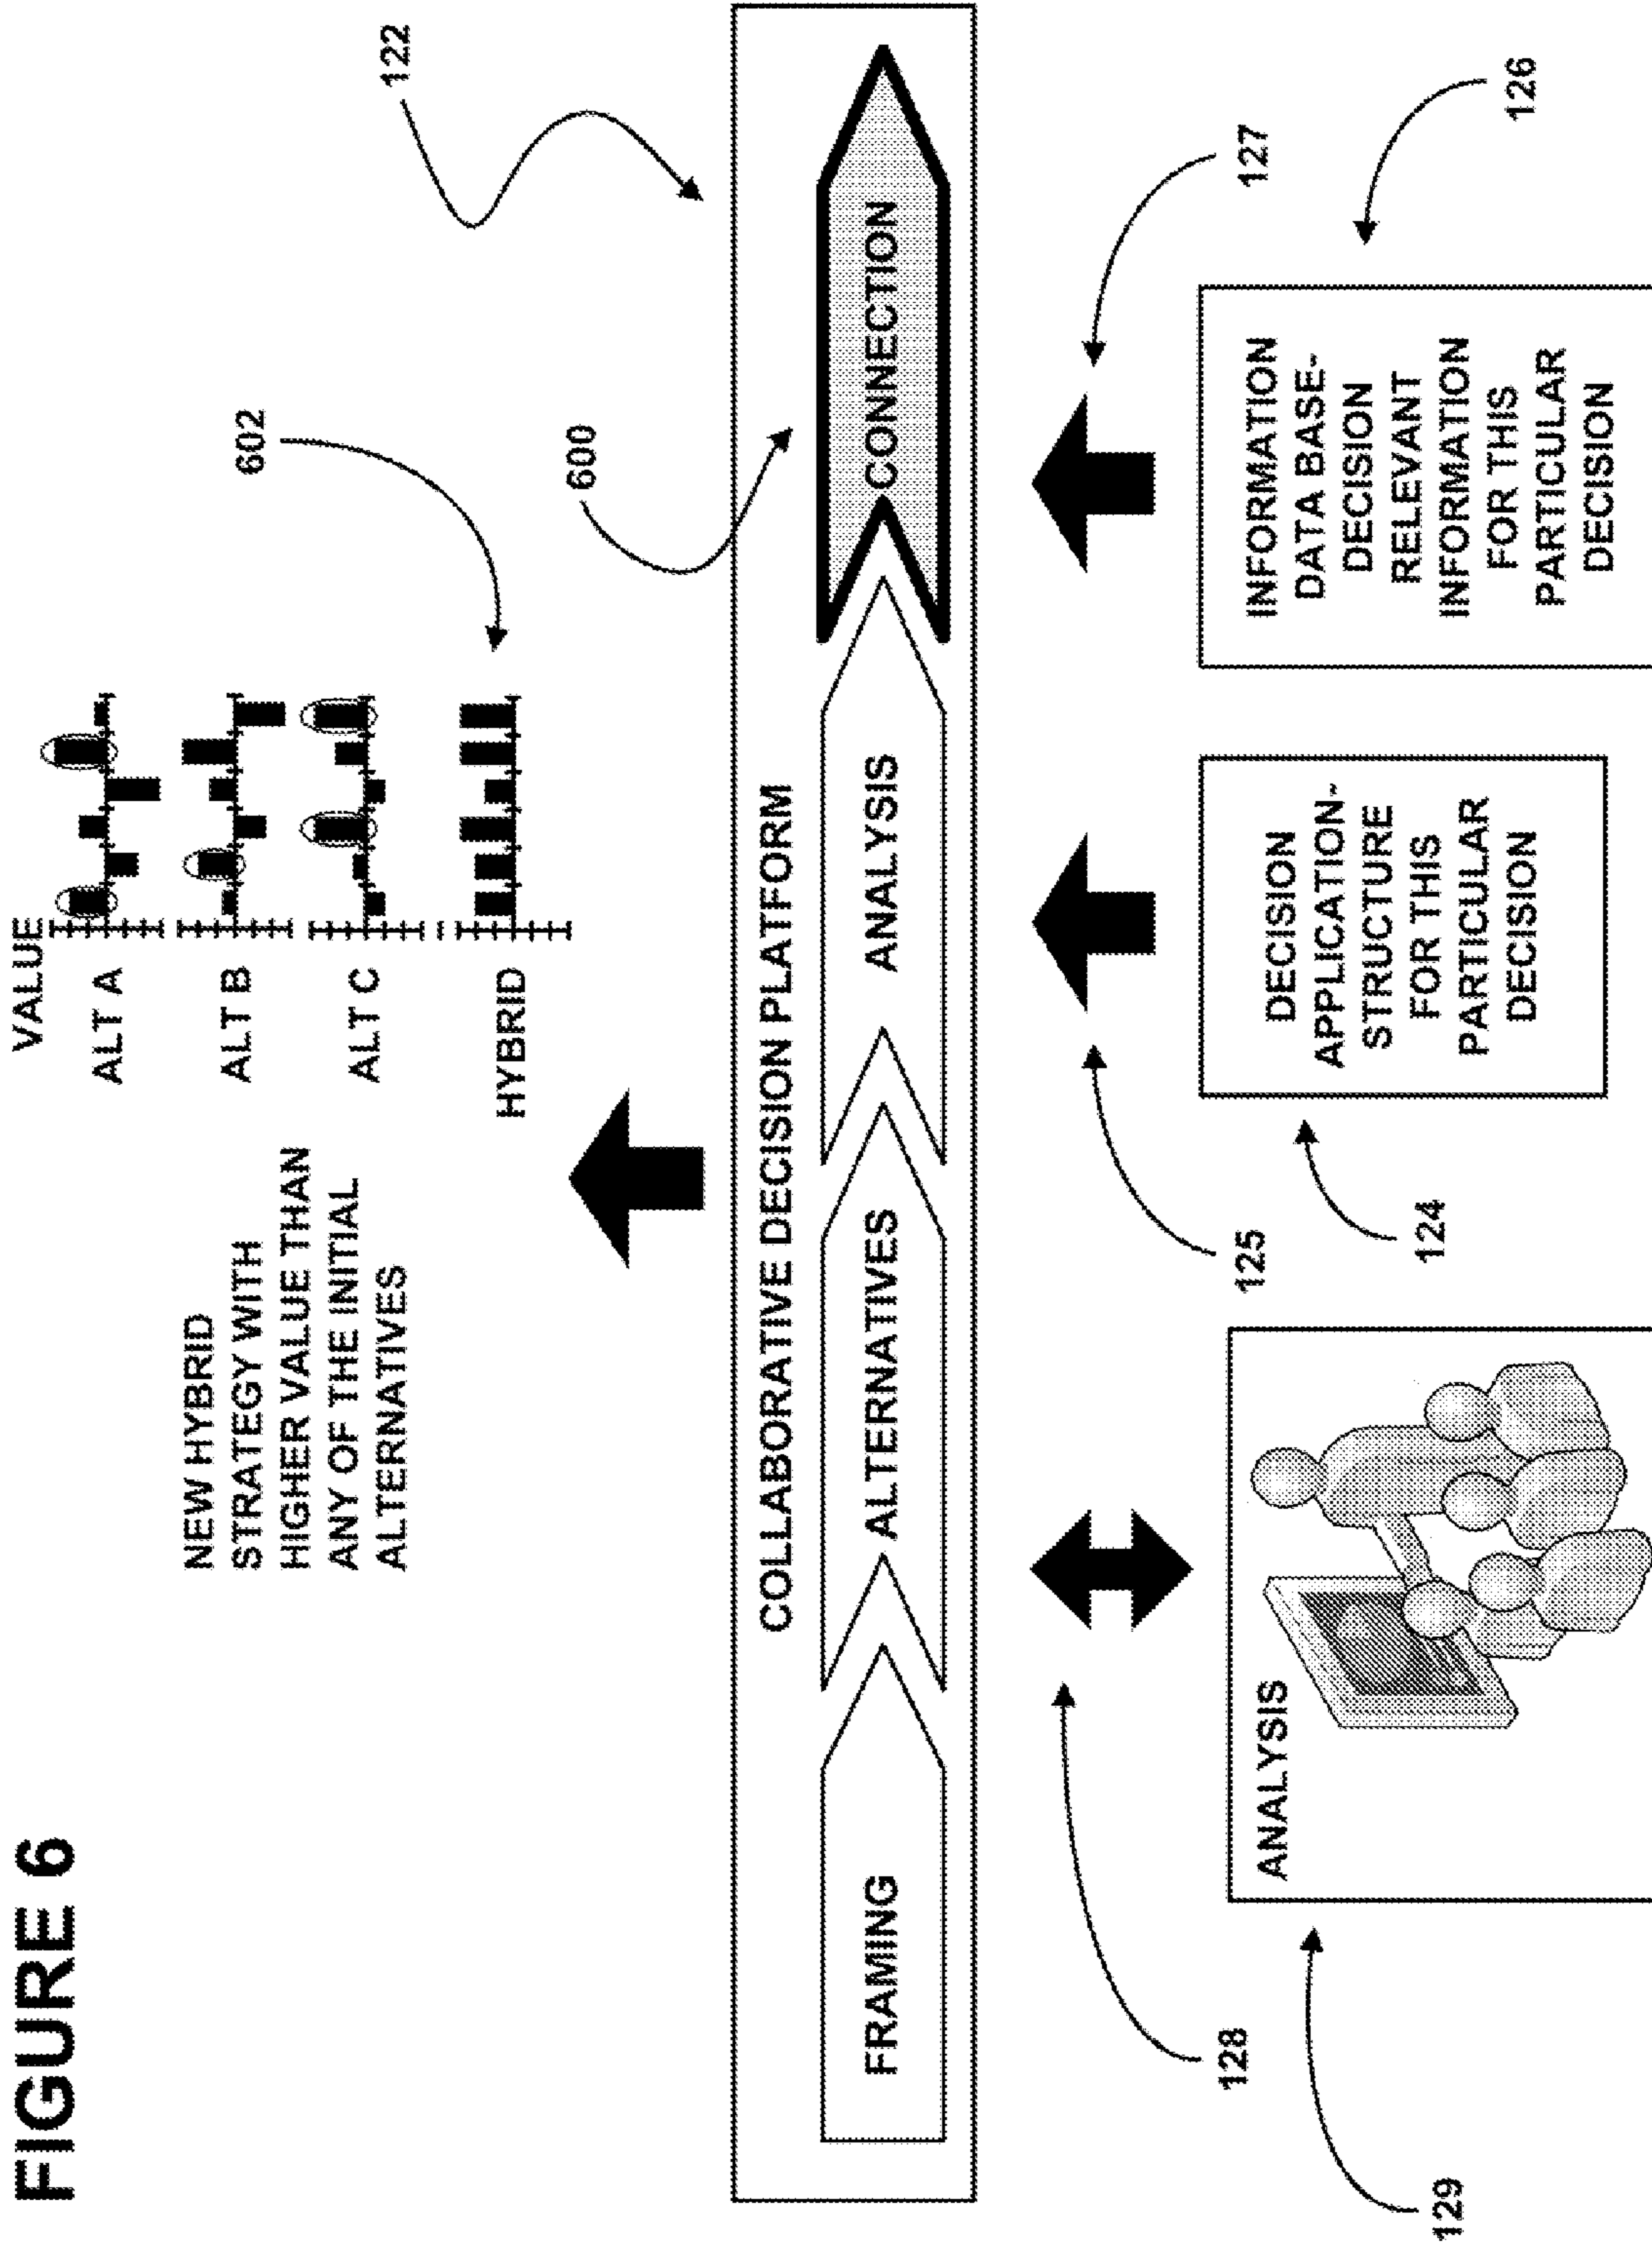 FIGURE 6
NEW HYBRID
STRATEGY WITH
HIGHER VALUE THAN
ANY OF THE INITIAL
ALTERNATIVES
VALUE
ALT A
ALT B
ALT C
HYBRID
602
600
122
COLLABORATIVE DECISION PLATFORM
FRAMING
ALTERNATIVES
ANALYSIS
CONNECTION
128
125
127
129
ANALYSIS
124
DECISION
APPLICATION-
STRUCTURE
FOR THIS
PARTICULAR
DECISION
126
INFORMATION
DATA BASE-
DECISION
RELEVANT
INFORMATION
FOR THIS
PARTICULAR
DECISION